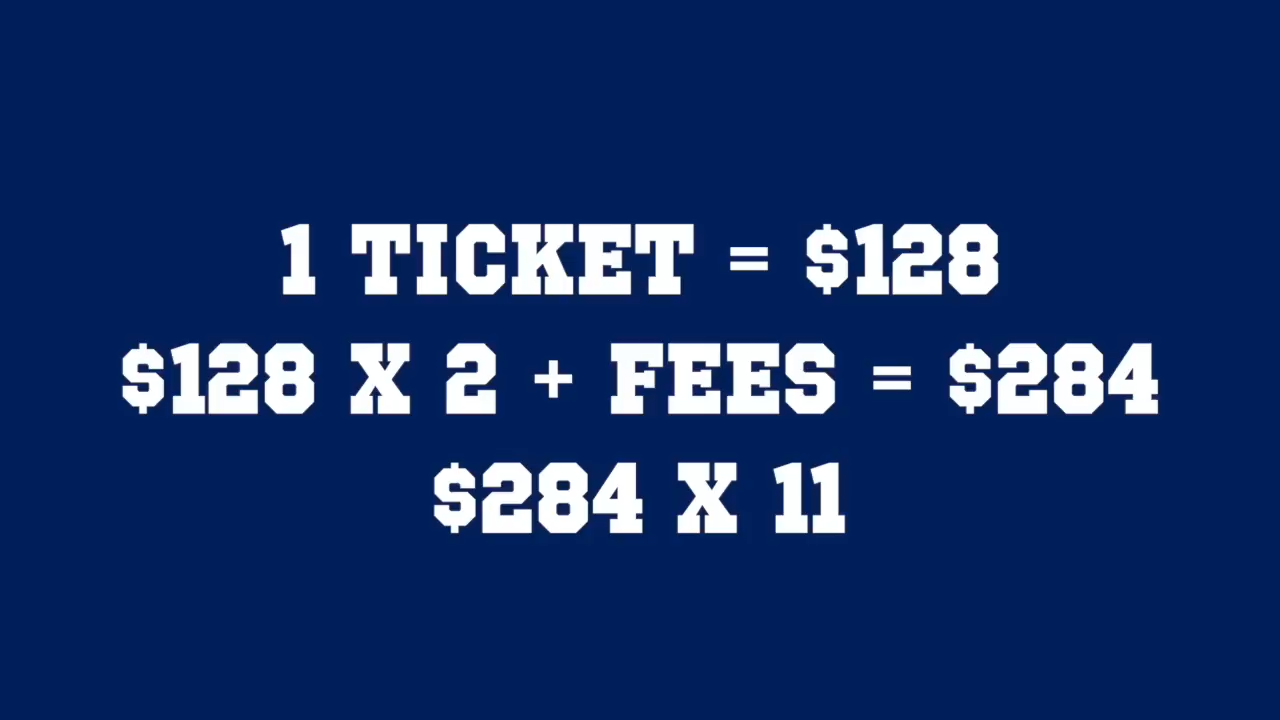 1 TICKET = $128
$128 X 2 + FEES = $284
$284 X 11